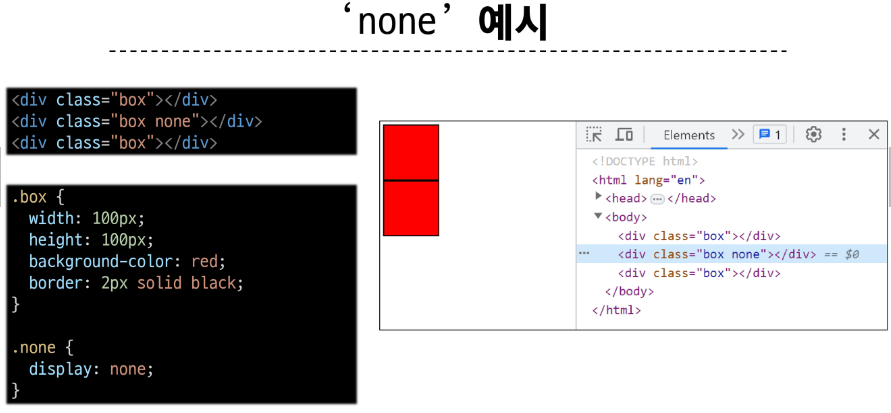 ‘none’ 예시
<div class="box"></div>
<div class="box none"></div>
<div class="box"></div>
.box {
  width: 100px;
  height: 100px;
  background-color: red;
  border: 2px solid black;
}
.none {
  display: none;
}
Elements 1
<!DOCTYPE html>
<html lang="en">
<head> … </head>
<body>
<div class="box"></div>
<div class="box none"></div> == $0
<div class="box"></div>
</body>
</html>